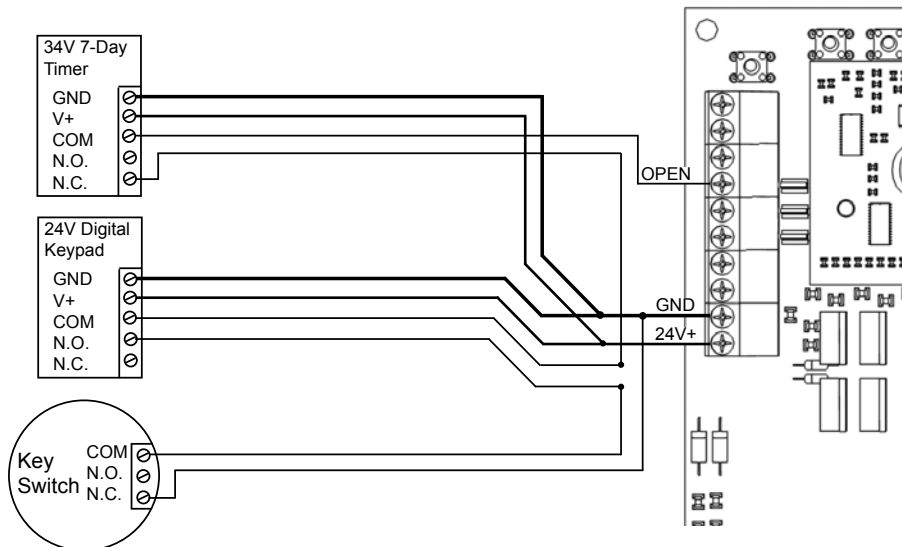 34V 7-Day
Timer
GND
V+
COM
N.O.
N.C.
24V Digital
Keypad
GND
V+
COM
N.O.
N.C.
Key
Switch
COM
N.O.
N.C.
OPEN
GND
24V+